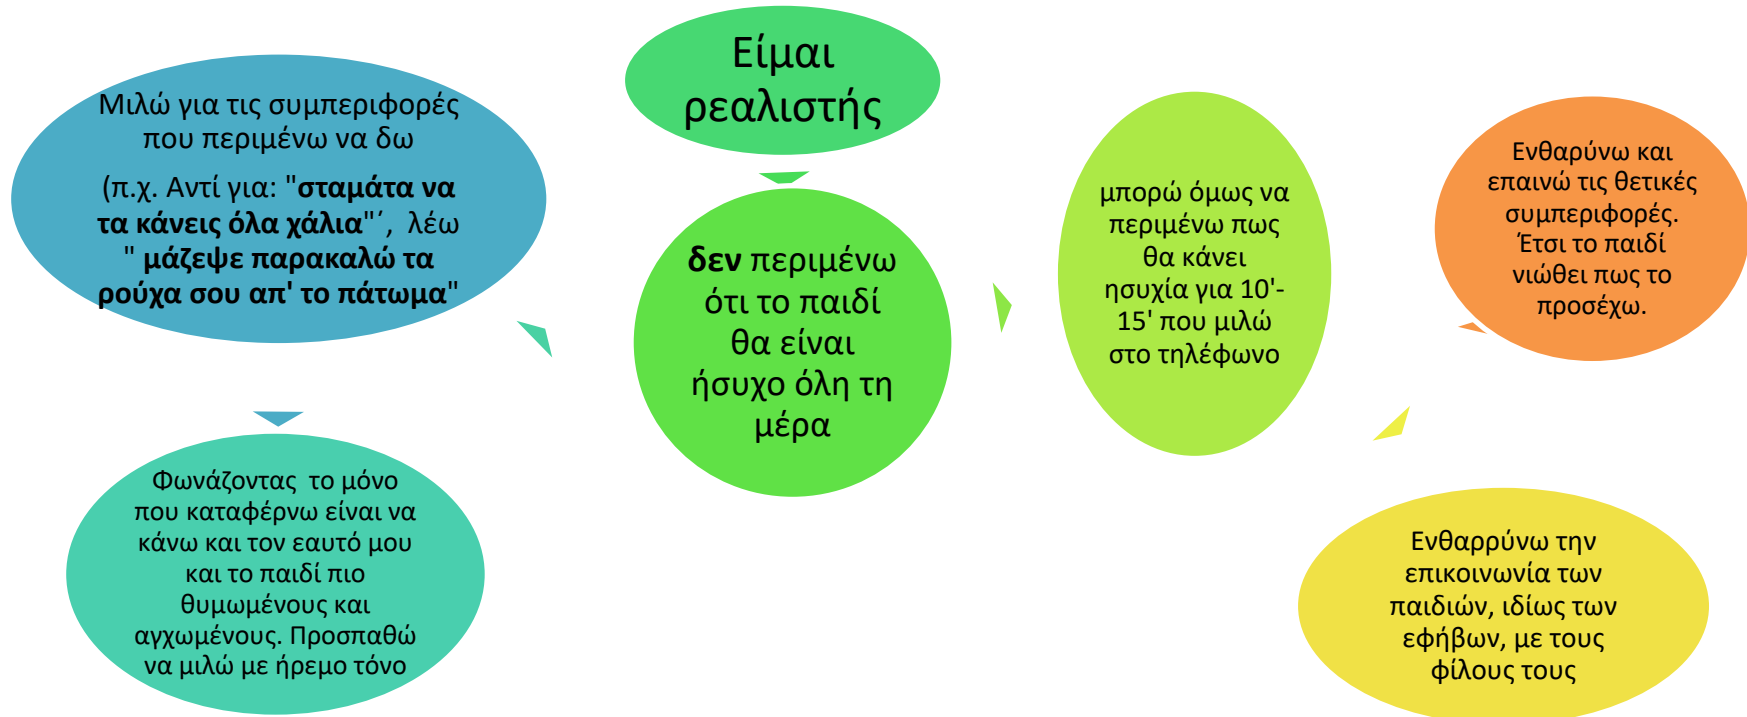 Μιλώ για τις συμπεριφορές
που περιμένω να δω
(π.χ. Αντί για: "σταμάτα να
τα κάνεις όλα χάλια"΄, λέω
" μάζεψε παρακαλώ τα
ρούχα σου απ' το πάτωμα"
Φωνάζοντας το μόνο
που καταφέρνω είναι να
κάνω και τον εαυτό μου
και το παιδί πιο
θυμωμένους και
αγχωμένους. Προσπαθώ
να μιλώ με ήρεμο τόνο
Είμαι
ρεαλιστής
δεν περιμένω
ότι το παιδί
θα είναι
ήσυχο όλη τη
μέρα
μπορώ όμως να
περιμένω πως
θα κάνει
ησυχία για 10'-
15' που μιλώ
στο τηλέφωνο
Ενθαρρύνω την
επικοινωνία των
παιδιών, ιδίως των
εφήβων, με τους
φίλους τους
Ενθαρύνω και
επαινώ τις θετικές
συμπεριφορές.
Έτσι το παιδί
νιώθει πως το
προσέχω.